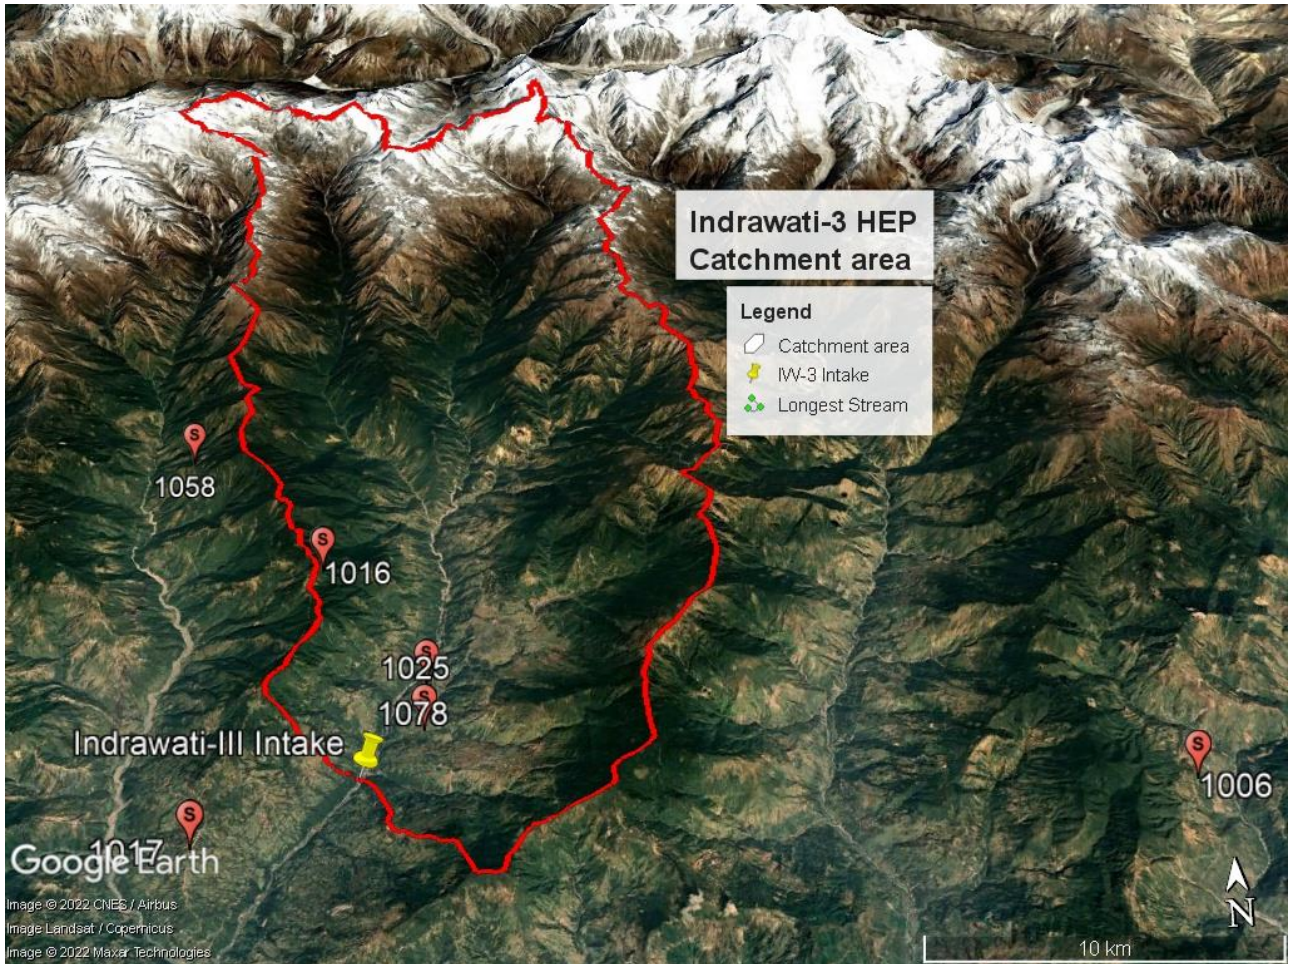 Indrawati-3 HEP
Catchment area
Legend
Catchment area
IW-3 Intake
Longest Stream
S
1058
S
1016
S
1025
S
1078
Indrawati-III Intake
S
1006
S
1017
Google Earth
N
Image © 2022 CNES / Airbus
Image Landsat / Copernicus
Image © 2022 Maxar Technologies
10 km